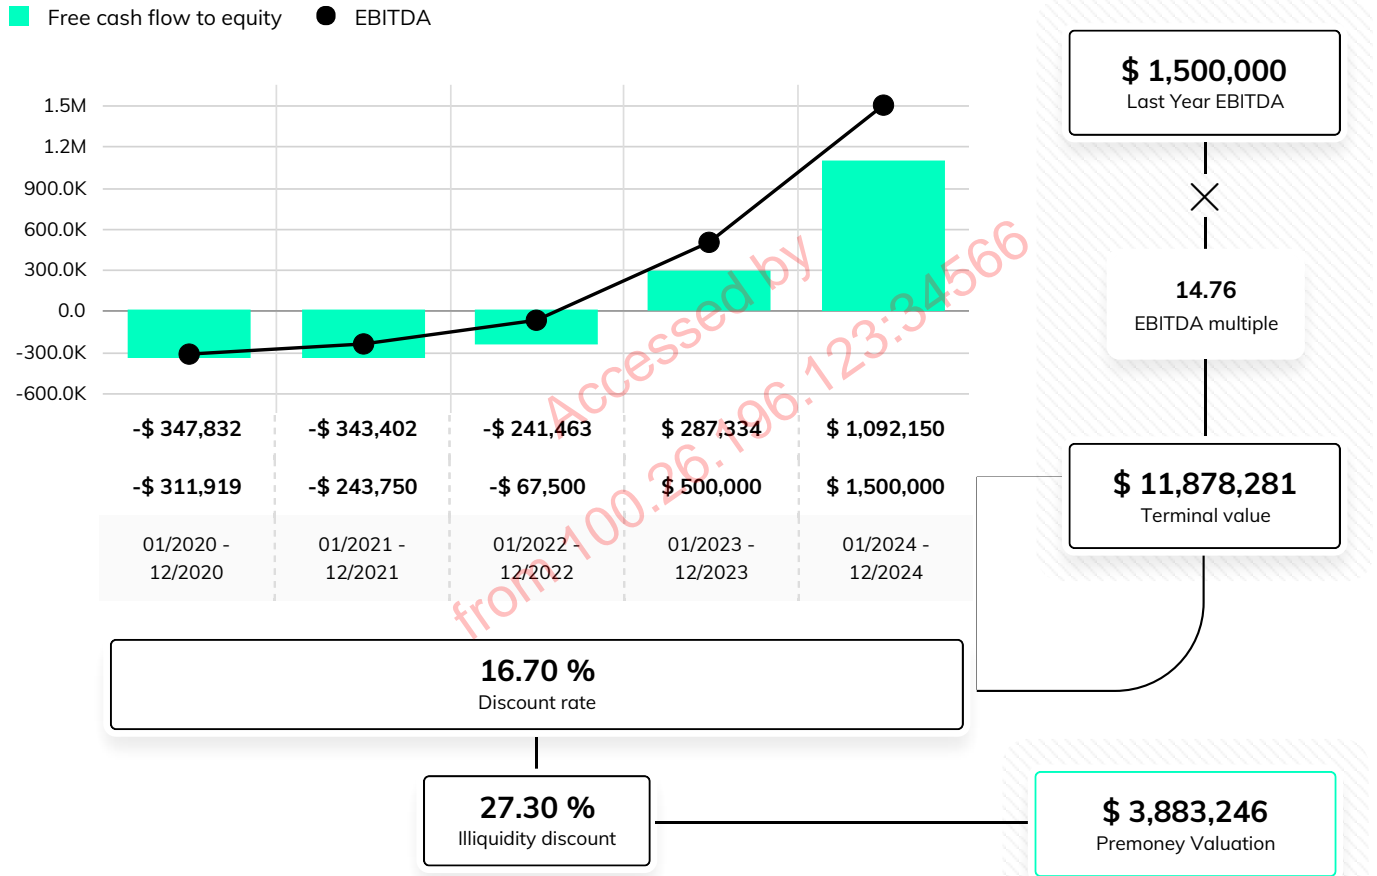 Free cash flow to equity EBITDA
1.5M
1.2M
900.0K
600.0K
300.0K
0.0
-300.0K
-600.0K
-$ 347,832 -$ 343,402 -$ 241,463 $ 287,334 $ 1,092,150
-$ 311,919 -$ 243,750 -$ 67,500 $ 500,000 $ 1,500,000
01/2020 - 01/2021 - 01/2022 - 01/2023 - 01/2024 -
12/2020 12/2021 12/2022 12/2023 12/2024
16.70 %
Discount rate
27.30 %
Illiquidity discount
$ 1,500,000
Last Year EBITDA
14.76
EBITDA multiple
$ 11,878,281
Terminal value
$ 3,883,246
Premoney Valuation
Accessed by
from 100.26.196.123:34566